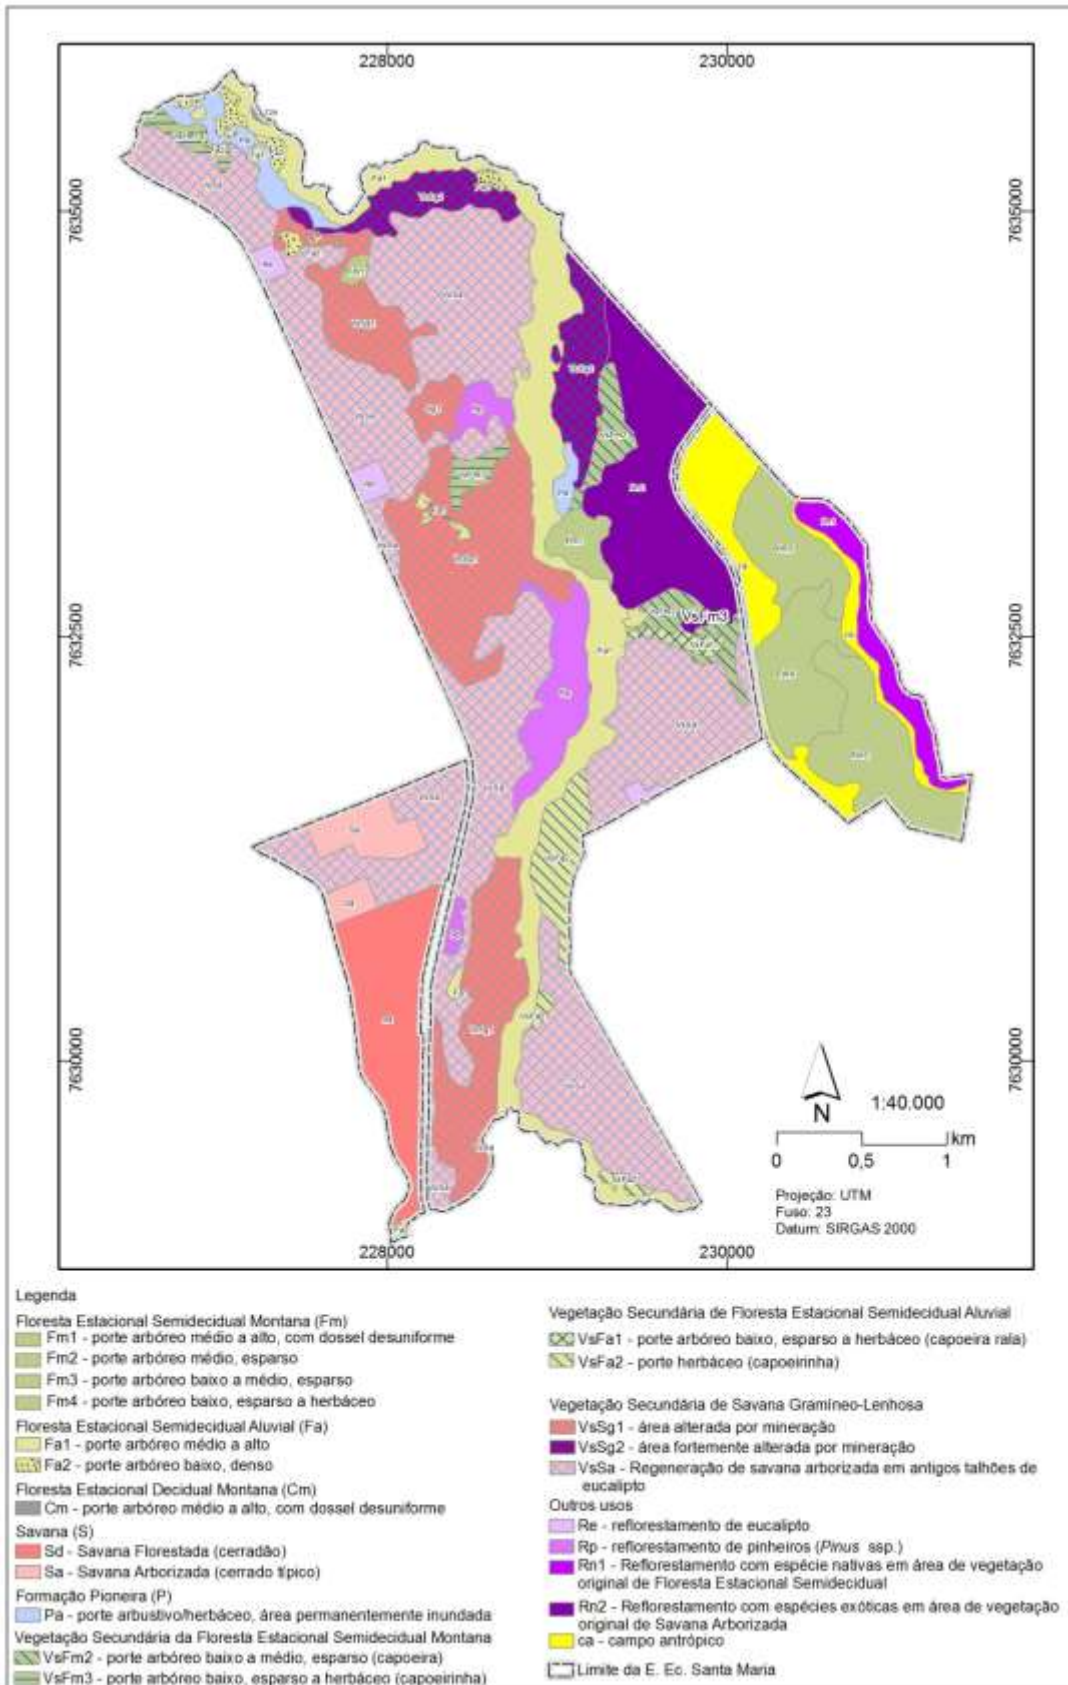 228000
230000
7635000
7635000
7632500
7632500
7630000
7630000
VsFm3
N
1:40.000
km
0
0,5
1
Projeção: UTM
Fuso: 23
Datum: SIRGAS 2000
228000
230000
Legenda
Floresta Estacional Semidecidual Montana (Fm)
Fm1 - porte arbóreo médio a alto, com dossel desuniforme
Fm2 - porte arbóreo médio, esparso
Fm3 - porte arbóreo baixo a médio, esparso
Fm4 - porte arbóreo baixo, esparso a herbáceo
Floresta Estacional Semidecidual Aluvial (Fa)
Fa1 - porte arbóreo médio a alto
Fa2 - porte arbóreo baixo, denso
Floresta Estacional Decidual Montana (Cm)
Cm - porte arbóreo médio a alto, com dossel desuniforme
Savana (S)
Sd - Savana Florestada (cerradão)
Sa - Savana Arborizada (cerrado típico)
Formação Pioneira (P)
Pa - porte arbustivo/herbáceo, área permanentemente inundada
Vegetação Secundária da Floresta Estacional Semidecidual Montana
VsFm2 - porte arbóreo baixo a médio, esparso (capoeira)
VsFm3 - porte arbóreo baixo, esparso a herbáceo (capoeirinha)
Vegetação Secundária de Floresta Estacional Semidecidual Aluvial
VsFa1 - porte arbóreo baixo, esparso a herbáceo (capoeira rala)
VsFa2 - porte herbáceo (capoeirinha)
Vegetação Secundária de Savana Gramíneo-Lenhosa
VsSg1 - área alterada por mineração
VsSg2 - área fortemente alterada por mineração
VsSa - Regeneração de savana arborizada em antigos talhões de
eucalipto
Outros usos
Re - reflorestamento de eucalipto
Rp - reflorestamento de pinheiros (Pinus ssp.)
Rn1 - Reflorestamento com espécie nativas em área de vegetação
original de Floresta Estacional Semidecidual
Rn2 - Reflorestamento com espécies exóticas em área de vegetação
original de Savana Arborizada
ca - campo antrópico
Limite da E. Ec. Santa Maria